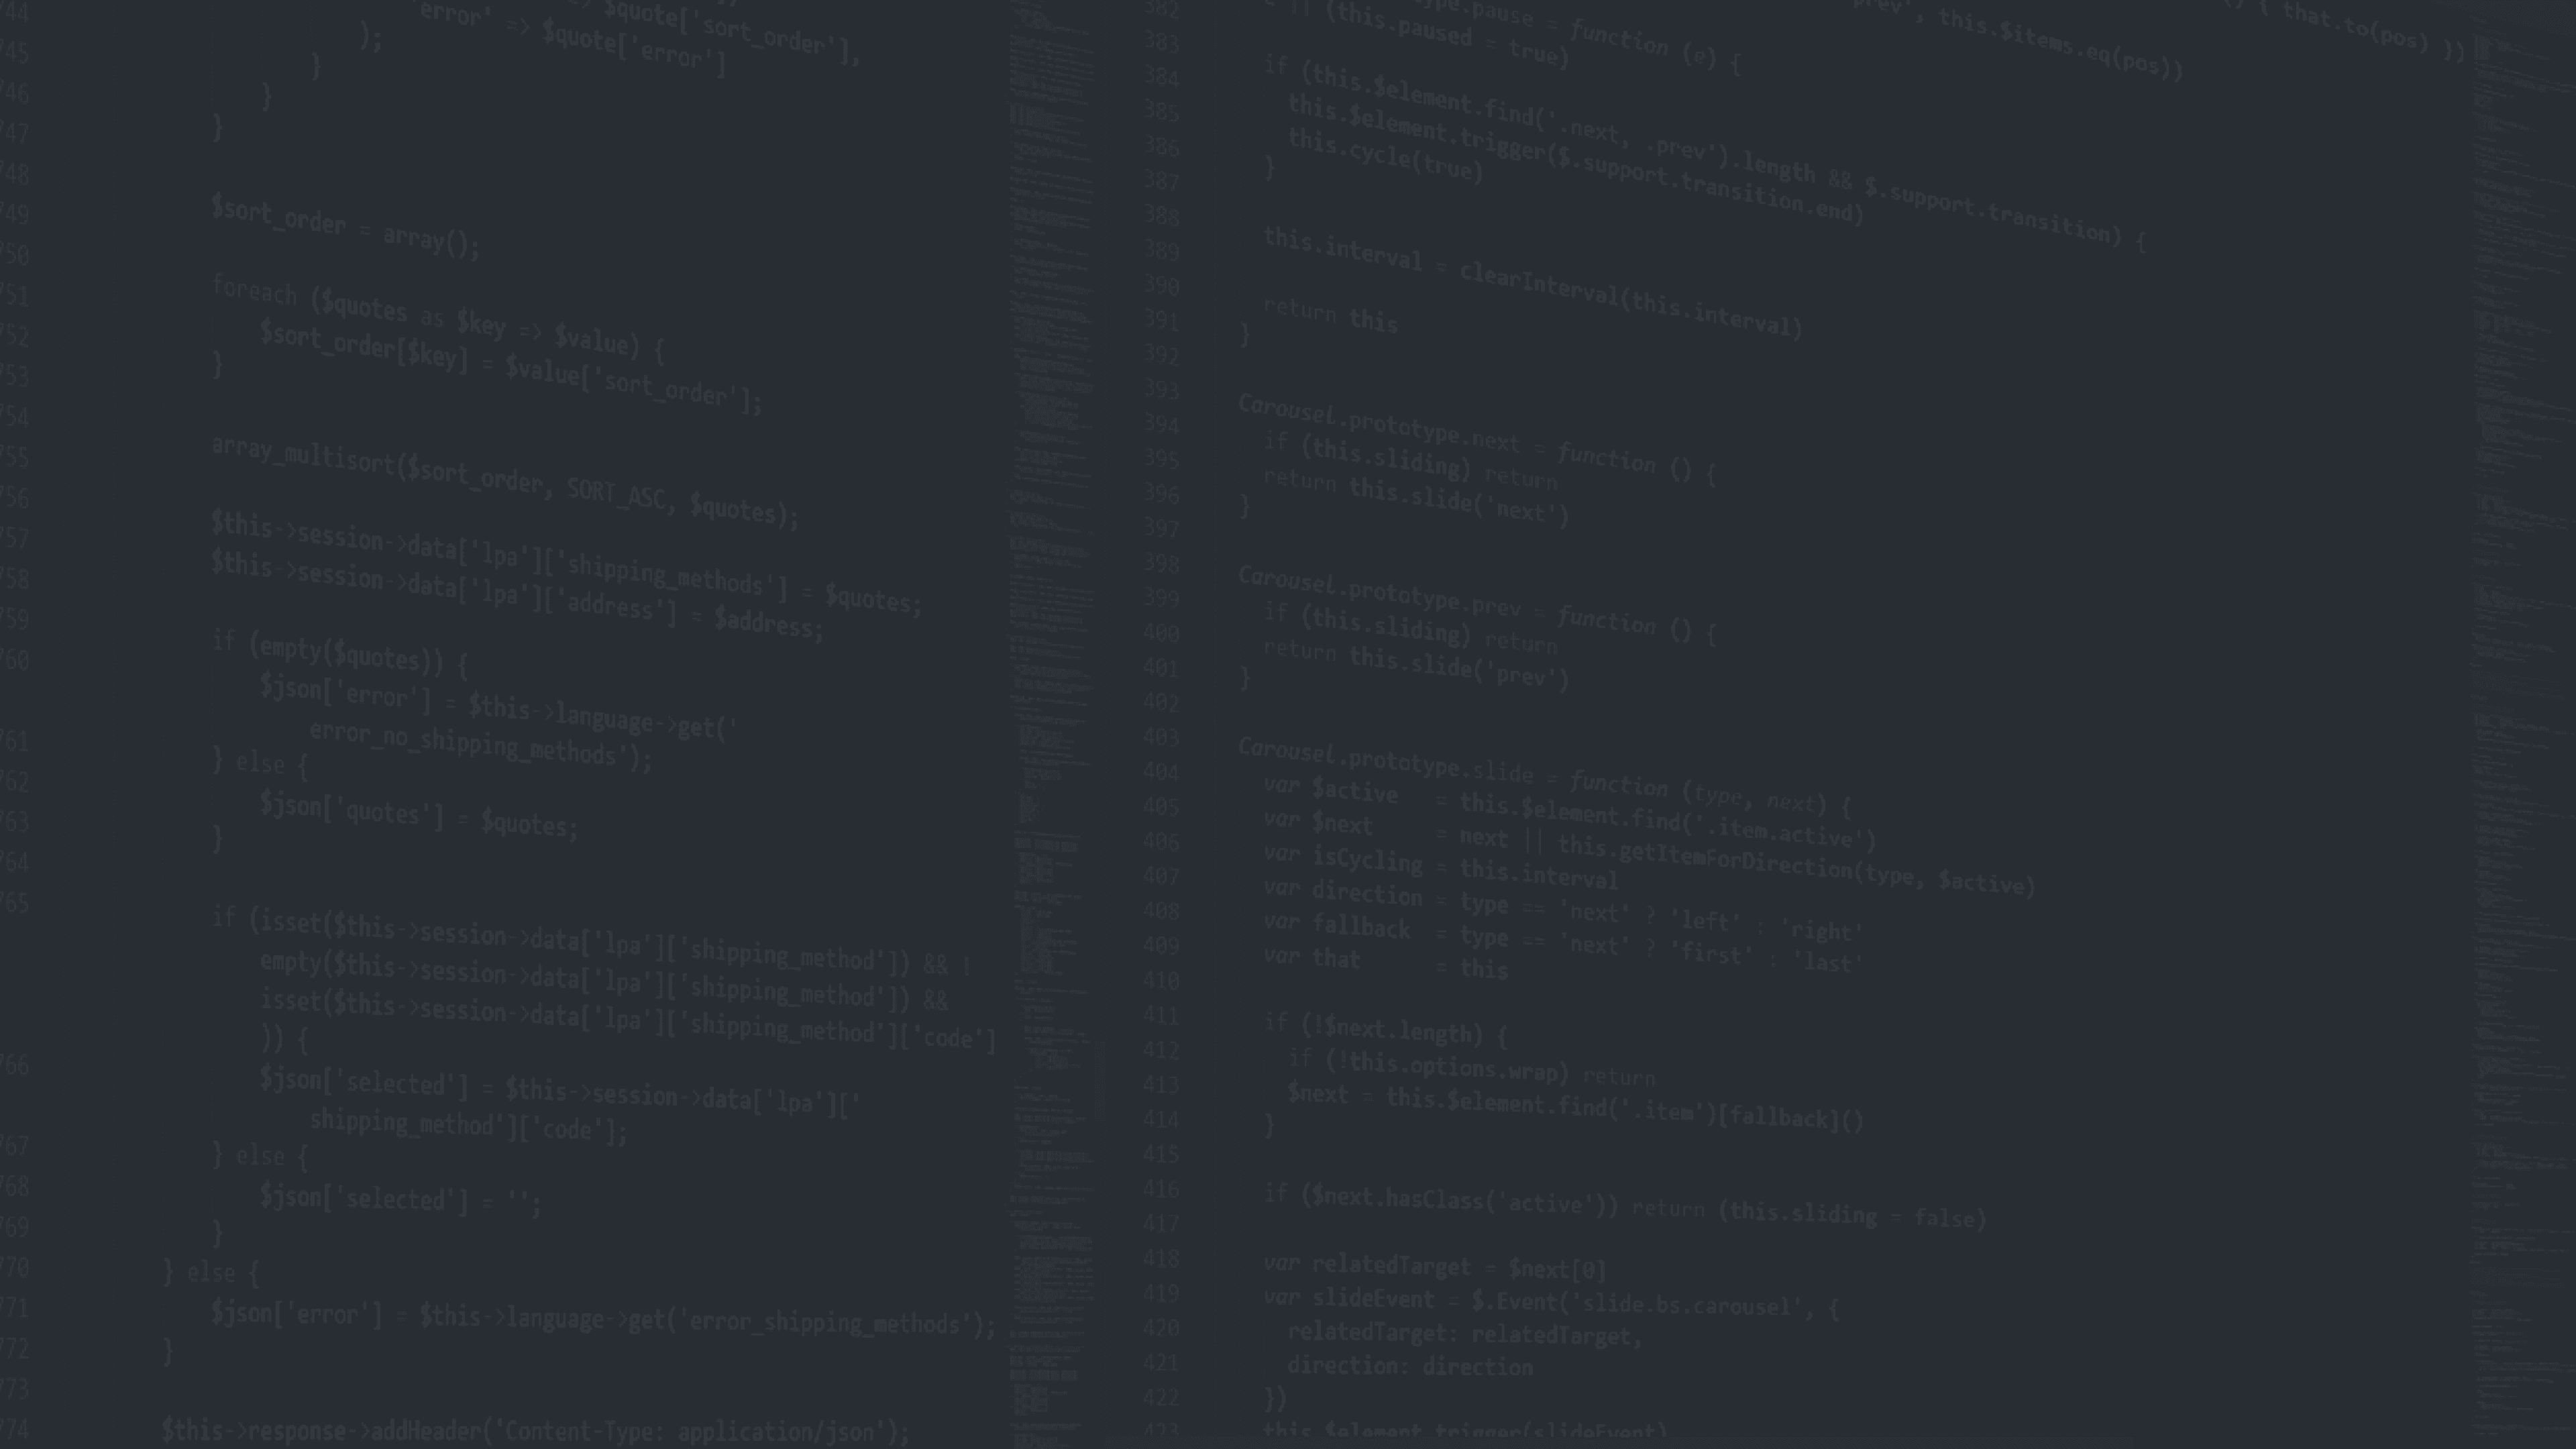 744
745
746
747
748
749
750
751
752
753
754
755
756
757
758
759
760
761
762
763
764
765
766
767
768
769
770
771
772
773
774
$quote['sort_order'],
'error' => $quote['error']
);
}
}
}
$sort_order = array();
foreach ($quotes as $key => $value) {
$sort_order[$key] = $value['sort_order'];
}
array_multisort($sort_order, SORT_ASC, $quotes);
$this->session->data['lpa']['shipping_methods'] = $quotes;
$this->session->data['lpa']['address'] = $address;
if (empty($quotes)) {
$json['error'] = $this->language->get('
error_no_shipping_methods');
} else {
$json['quotes'] = $quotes;
}
if (isset($this->session->data['lpa']['shipping_method']) && !
empty($this->session->data['lpa']['shipping_method']) &&
isset($this->session->data['lpa']['shipping_method']['code']
)) {
$json['selected'] = $this->session->data['lpa']['
shipping_method']['code'];
} else {
$json['selected'] = '';
}
} else {
$json['error'] = $this->language->get('error_shipping_methods');
}
$this->response->addHeader('Content-Type: application/json');
382
383
384
385
386
387
388
389
390
391
392
393
394
395
396
397
398
399
400
401
402
403
404
405
406
407
408
409
410
411
412
413
414
415
416
417
418
419
420
421
422
423
prev', this.$items.eq(pos))
() { that.to(pos) })
.pause = function (e) {
|| (this.paused = true)
if (this.$element.find('.next, .prev').length && $.support.transition) {
this.$element.trigger($.support.transition.end)
this.cycle(true)
}
this.interval = clearInterval(this.interval)
return this
}
Carousel.prototype.next = function () {
if (this.sliding) return
return this.slide('next')
}
Carousel.prototype.prev = function () {
if (this.sliding) return
return this.slide('prev')
}
Carousel.prototype.slide = function (type, next) {
var $active = this.$element.find('.item.active')
var $next = next || this.getItemForDirection(type, $active)
var isCycling = this.interval
var direction = type == 'next' ? 'left' : 'right'
var fallback = type == 'next' ? 'first' : 'last'
var that = this
if (!$next.length) {
if (!this.options.wrap) return
$next = this.$element.find('.item')[fallback]()
}
if ($next.hasClass('active')) return (this.sliding = false)
var relatedTarget = $next[0]
var slideEvent = $.Event('slide.bs.carousel', {
relatedTarget: relatedTarget,
direction: direction
})
this.$element.trigger(slideEvent)